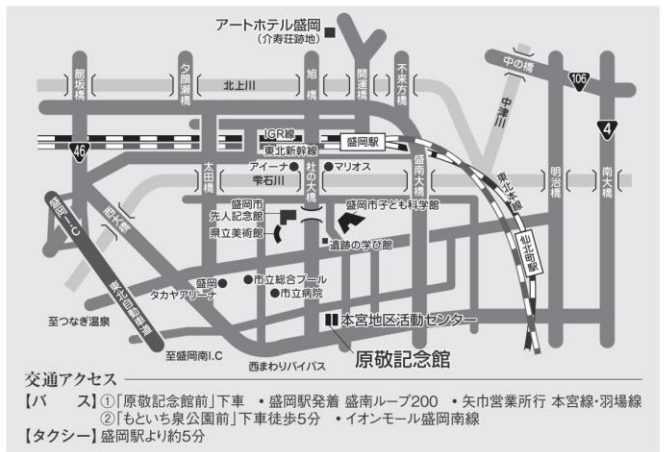 アートホテル盛岡
(介寿荘跡地)
館坂橋
夕顔瀬橋
旭橋
開運橋
不来方橋
中の橋
106
北上川
中津川
4
46
IGR線
盛岡駅
東北新幹線
太田橋
アイーナ
杜の大橋
マリオス
盛南大橋
東北本線
明治橋
南大橋
雫石川
盛岡I.C
西大橋
盛岡市
先人記念館
盛岡市子ども科学館
県立美術館
遺跡の学び館
仙北町駅
東北自動車道
盛岡
タカヤアリーナ
市立総合プール
市立病院
至つなぎ温泉
本宮地区活動センター
至盛岡南I.C
西まわりバイパス
原敬記念館
交通アクセス
【バス】①「原敬記念館前」下車 •盛岡駅発着 盛南ループ200 •矢巾営業所行 本宮線・羽場線
②「もといち泉公園前」下車徒歩5分 •イオンモール盛岡南線
【タクシー】盛岡駅より約5分